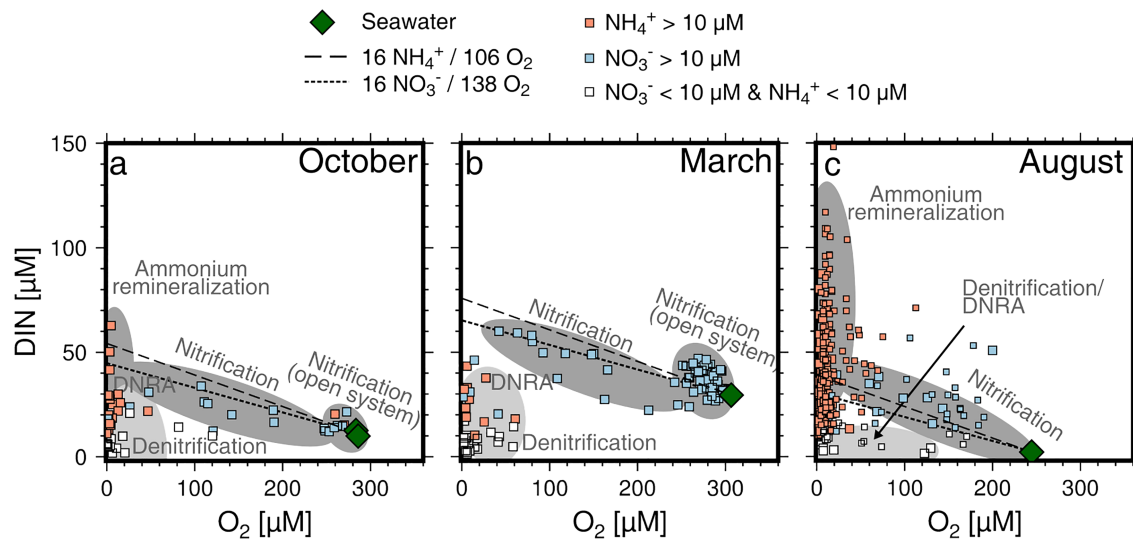 Seawater
16 NH₄⁺ / 106 O₂
16 NO₃⁻ / 138 O₂
NH₄⁺ > 10 µM
NO₃⁻ > 10 µM
NO₃⁻ < 10 µM & NH₄⁺ < 10 µM
DIN [µM]
150
100
50
0
a
October
Ammonium
remineralization
Nitrification
Nitrification
(open system)
DNRA
Denitrification
0
100
200
300
O₂ [µM]
b
March
Nitrification
Nitrification
(open system)
DNRA
Denitrification
0
100
200
300
O₂ [µM]
c
August
Ammonium
remineralization
Denitrification/
DNRA
Nitrification
0
100
200
300
O₂ [µM]